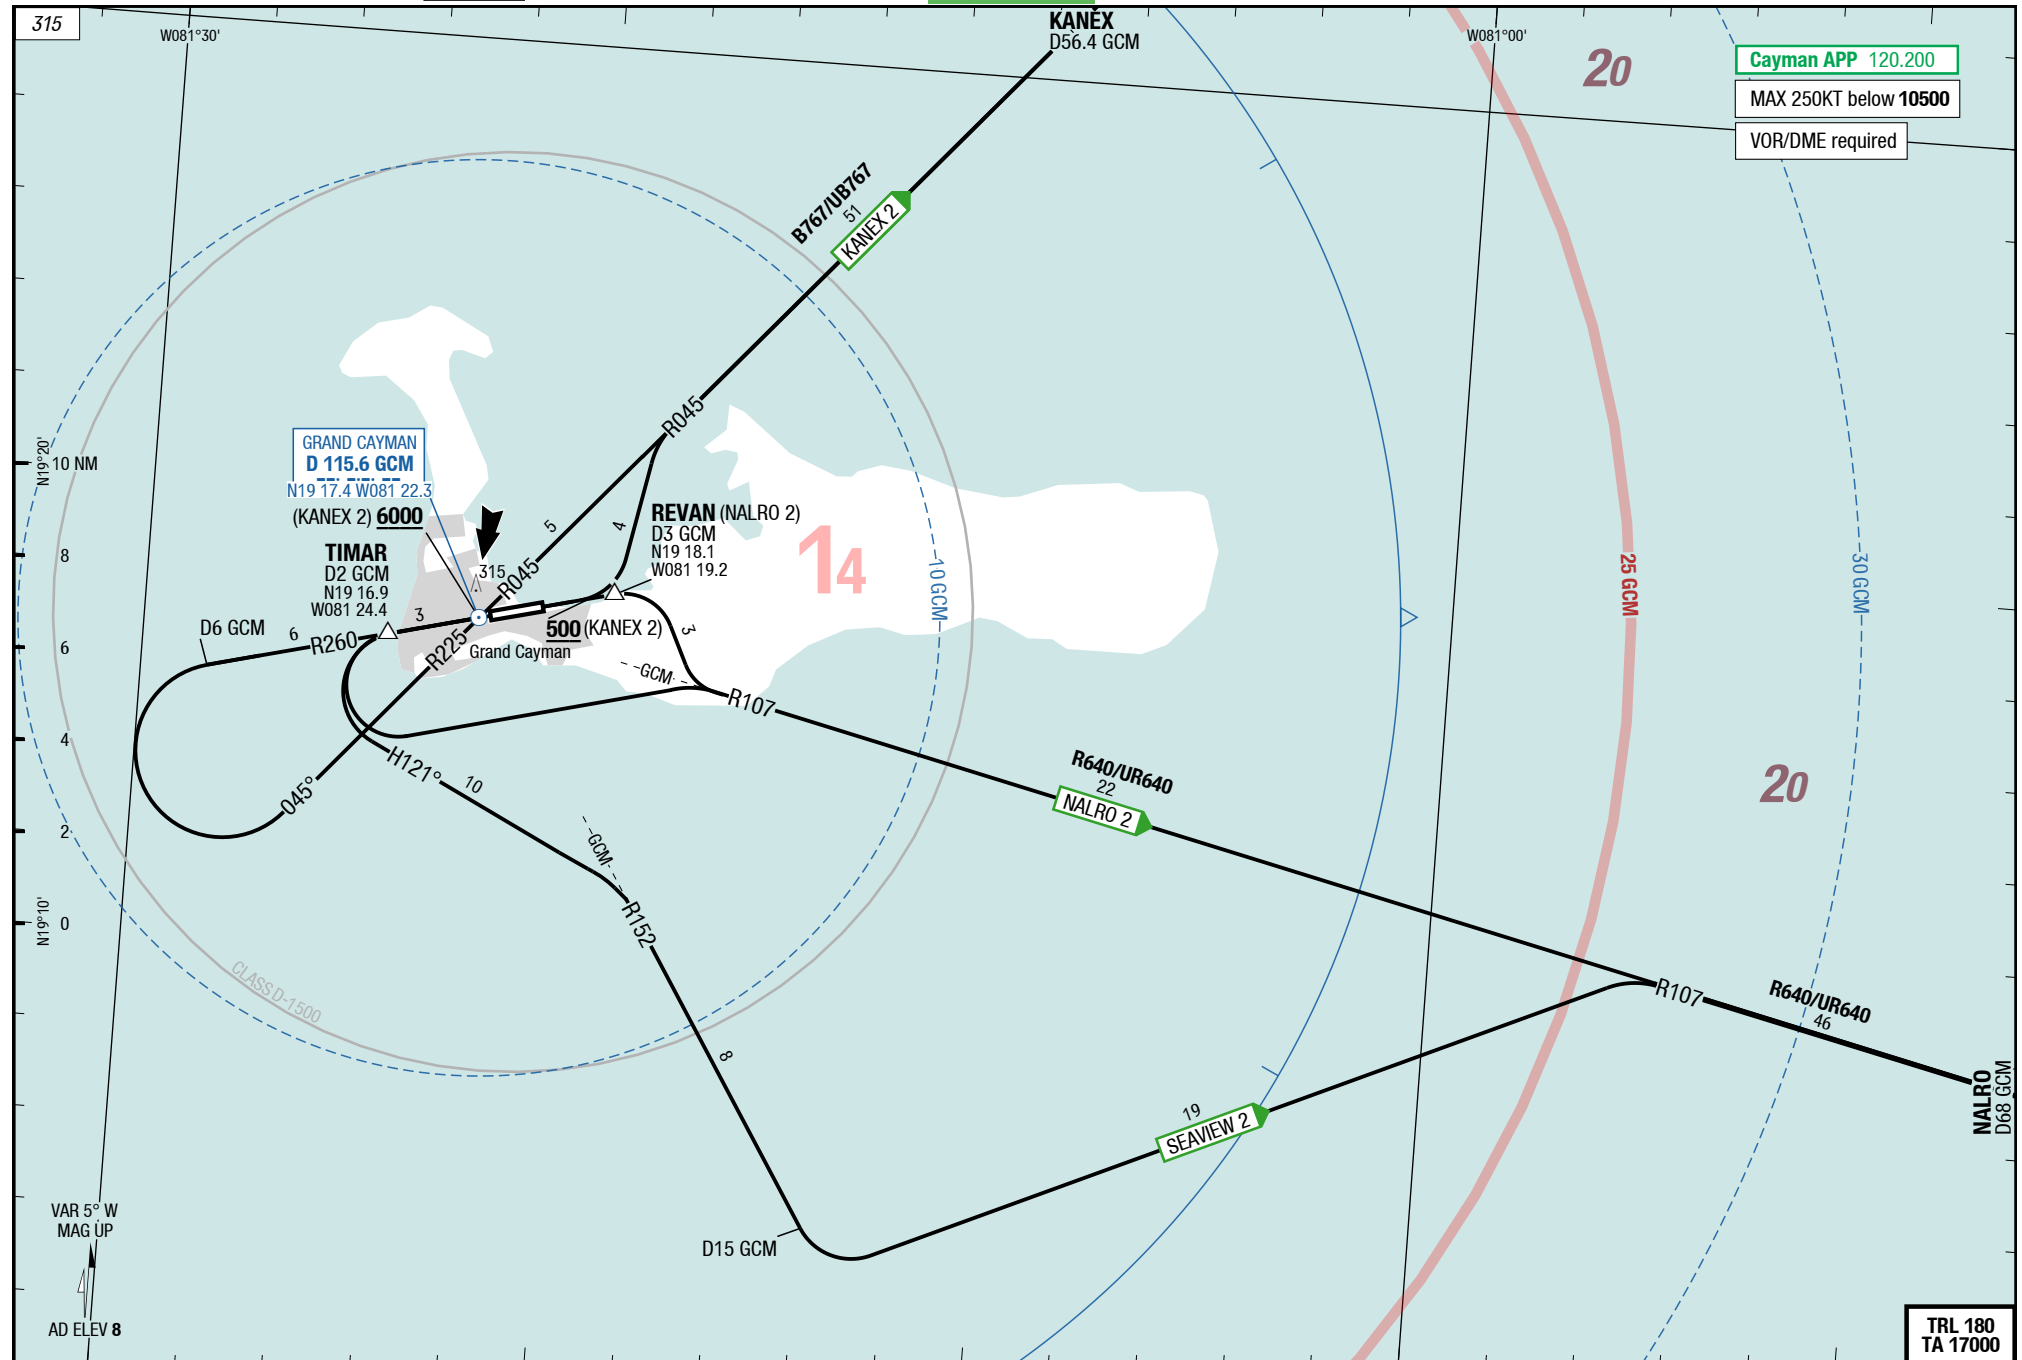 315
W081°30'
KANEX
D56.4 GCM
W081°00'
20
Cayman APP 120.200
MAX 250KT below 10500
VOR/DME required
B767/UB767
51
KANEX 2
R045
GRAND CAYMAN
D 115.6 GCM
N19 17.4 W081 22.3
(KANEX 2) 6000
N19°20'
10 NM
8
6
4
2
0
N19°10'
TIMAR
D2 GCM
N19 16.9
W081 24.4
REVAN (NALRO 2)
D3 GCM
N19 18.1
W081 19.2
5
4
14
10 GCM
25 GCM
30 GCM
315
R045
3
500 (KANEX 2)
D6 GCM
6
R260
R225
Grand Cayman
3
GCM
R107
045°
H121°
10
R640/UR640
22
NALRO 2
20
GCM
R152
CLASS D-1500
8
R107
R640/UR640
46
NALRO
D68 GCM
19
SEAVIEW 2
D15 GCM
VAR 5° W
MAG UP
AD ELEV 8
TRL 180
TA 17000